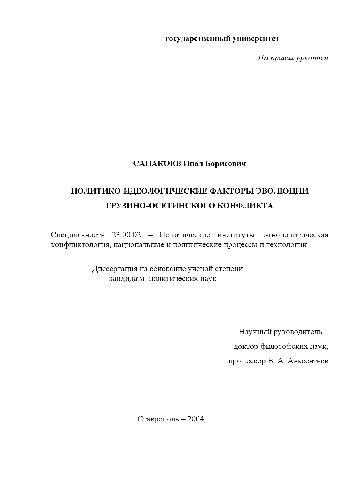 государственный университет
На правах рукописи
САНАКОЕВ Инал Борисович
ПОЛИТИКО-ИДЕОЛОГИЧЕСКИЕ ФАКТОРЫ ЭВОЛЮЦИИ
ГРУЗИНО-ОСЕТИНСКОГО КОНФЛИКТА
Специальность 23.00.02 – Политические институты, этнополитическая
конфликтология, национальные и политические процессы и технологии
Диссертация на соискание ученой степени
кандидата политических наук
Научный руководитель
доктор философских наук,
профессор В. А. Авксентьев
Ставрополь – 2004